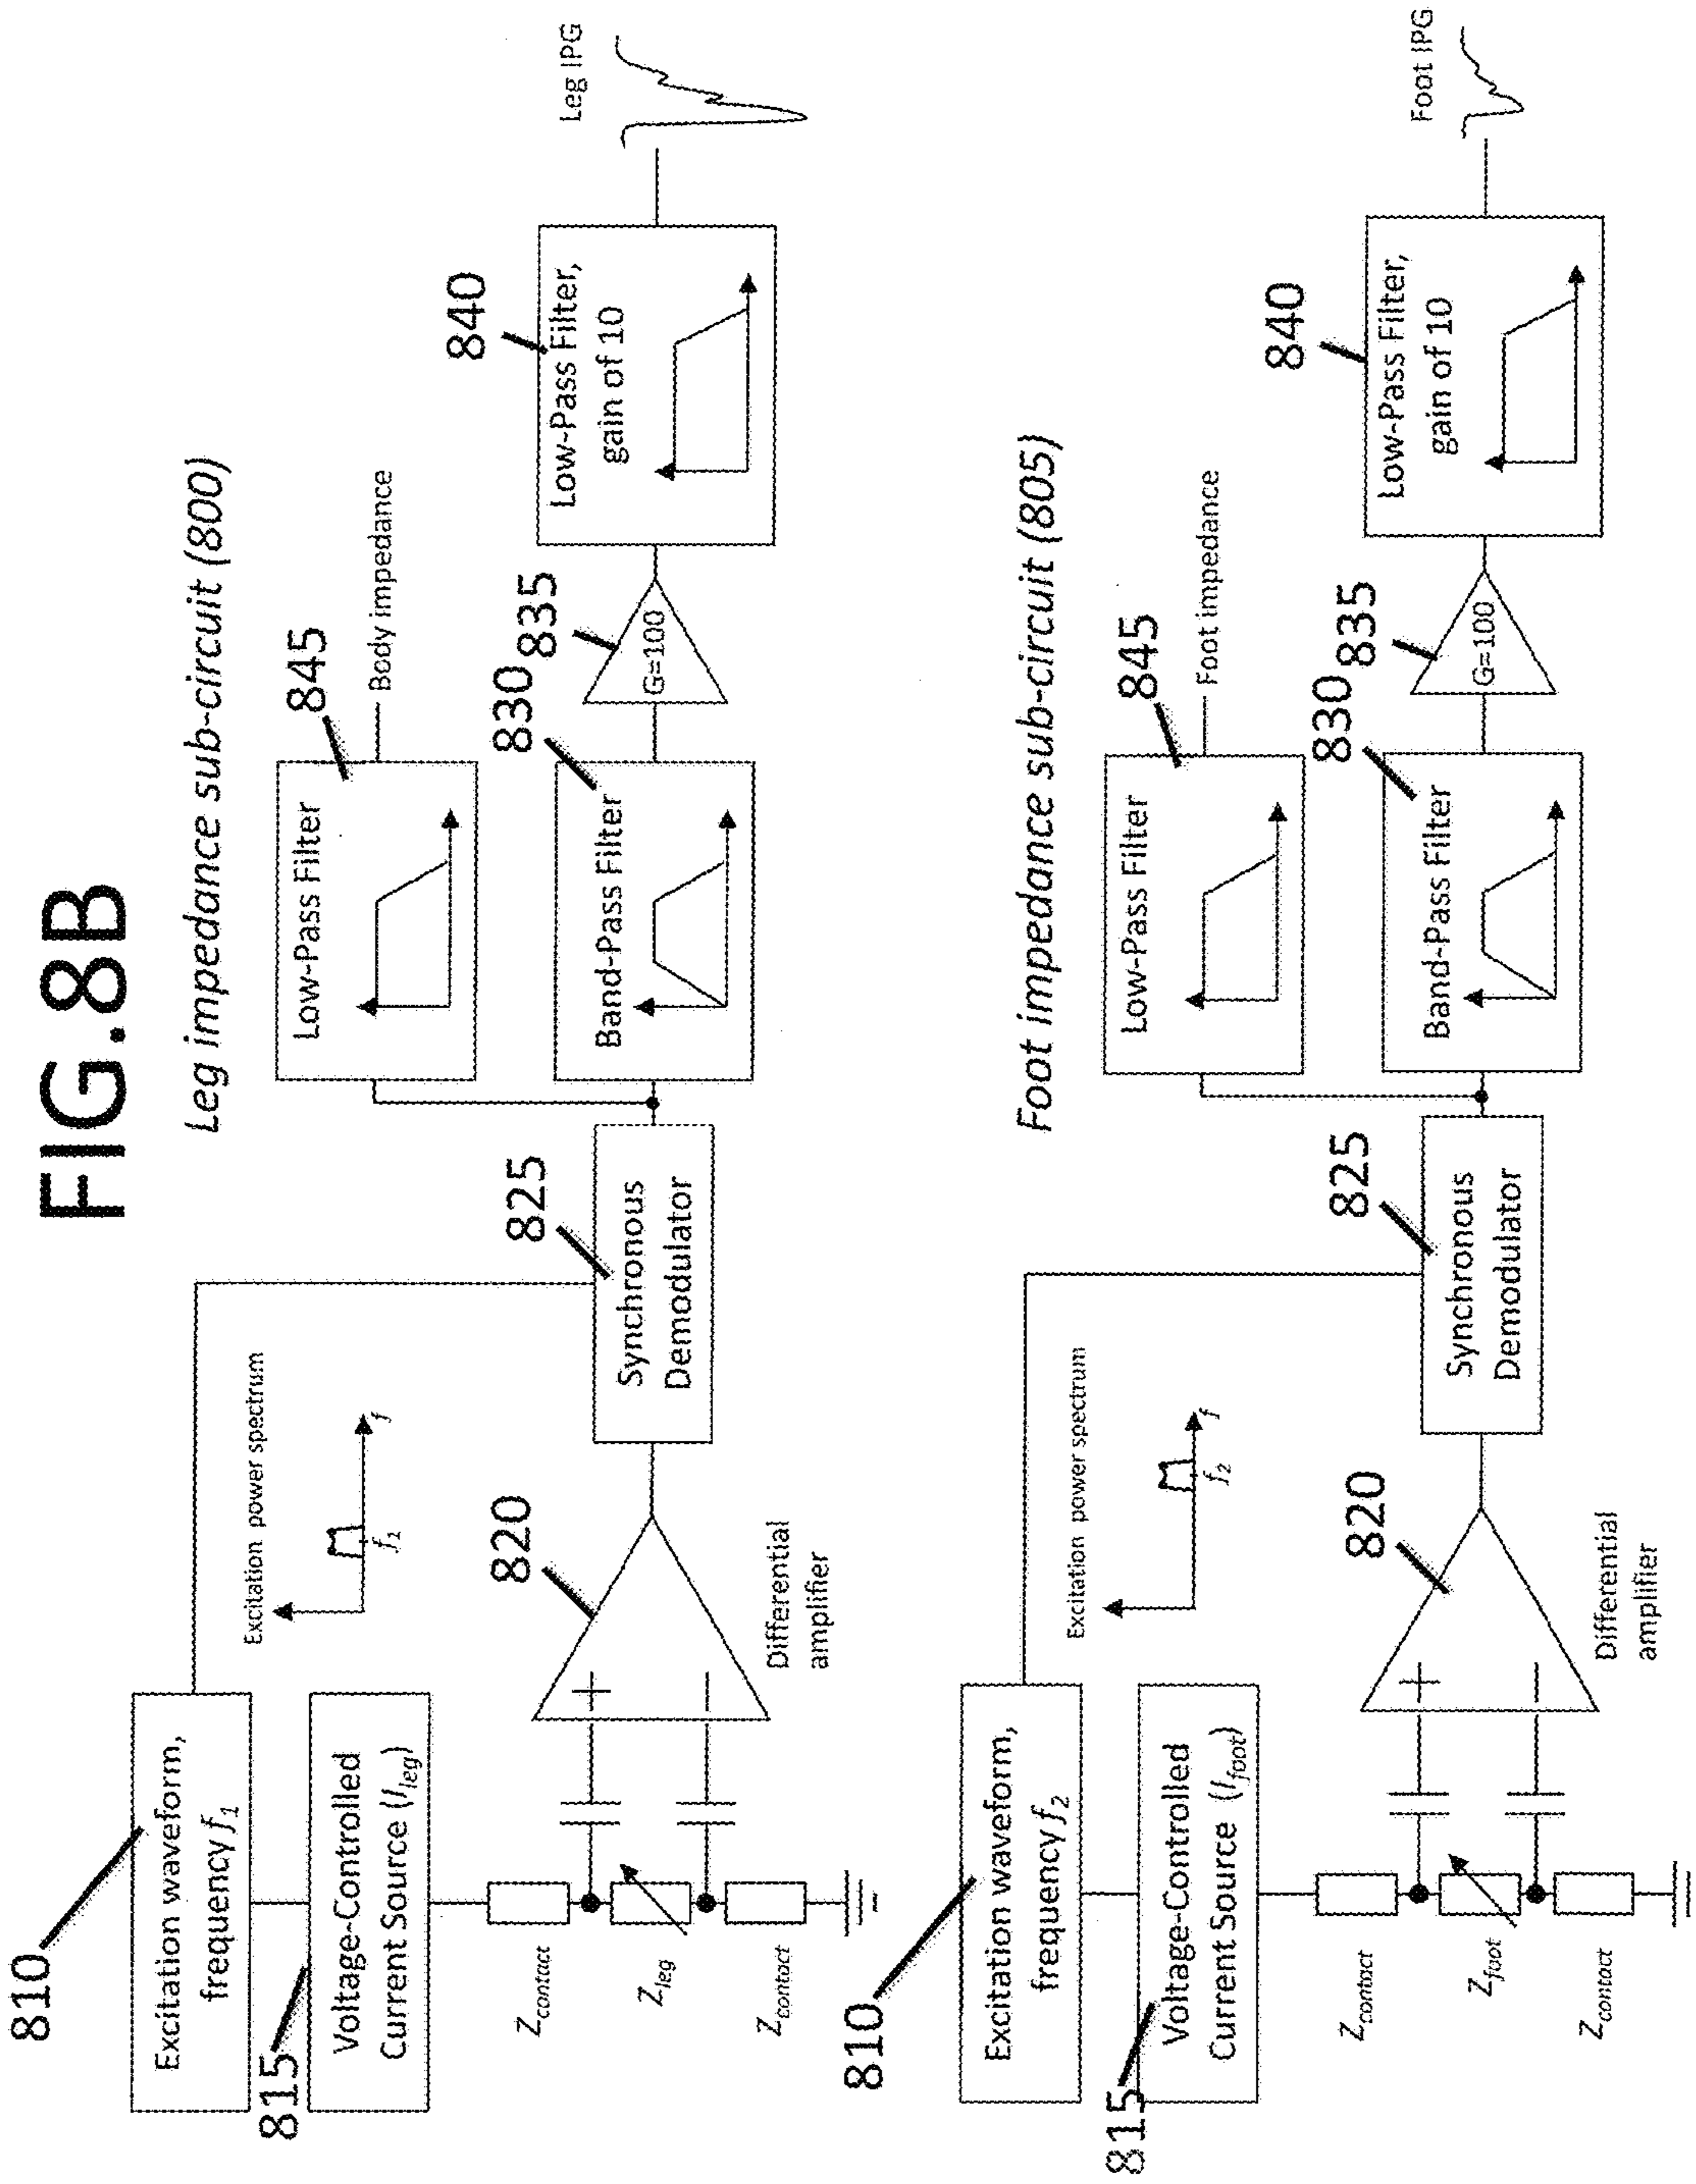 FIG.8B
Leg impedance sub-circuit (800)
810
Excitation waveform,
frequency f1
815
Voltage-Controlled
Current Source (Ileg)
Excitation power spectrum
f1
f
Zcontact
Zleg
Zcontact
820
+
−
Differential
amplifier
825
Synchronous
Demodulator
845
Low-Pass Filter
Body impedance
830
Band-Pass Filter
835
G=100
840
Low-Pass Filter,
gain of 10
Leg IPG
Foot impedance sub-circuit (805)
810
Excitation waveform,
frequency f2
815
Voltage-Controlled
Current Source (Ifoot)
Excitation power spectrum
f2
f
Zcontact
Zfoot
Zcontact
820
+
−
Differential
amplifier
825
Synchronous
Demodulator
845
Low-Pass Filter
Foot impedance
830
Band-Pass Filter
835
G=100
840
Low-Pass Filter,
gain of 10
Foot IPG